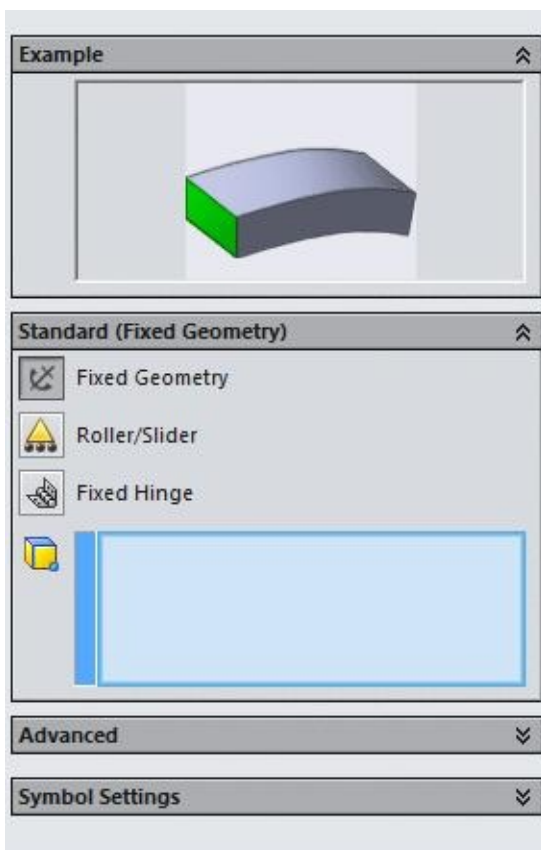 Example
Standard (Fixed Geometry)
Fixed Geometry
Roller/Slider
Fixed Hinge
Advanced
Symbol Settings